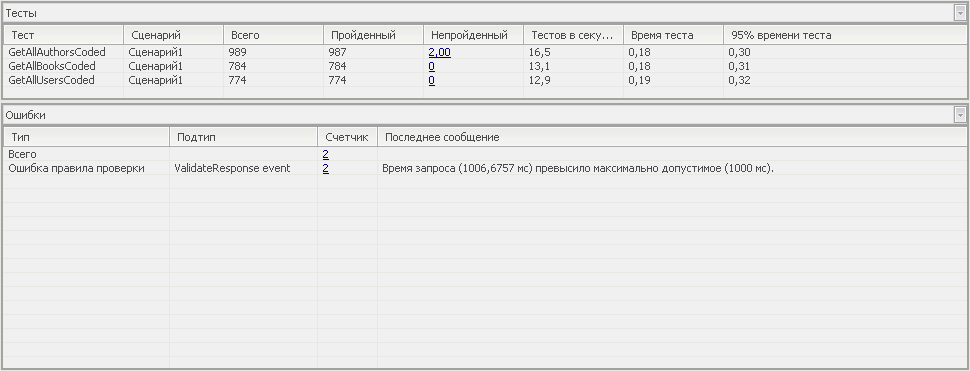 Тесты
Тест Сценарий Всего Пройденный Непройденный Тестов в секу... Время теста 95% времени теста
GetAllAuthorsCoded Сценарий1 989 987 2,00 16,5 0,18 0,30
GetAllBooksCoded Сценарий1 784 784 0 13,1 0,18 0,31
GetAllUsersCoded Сценарий1 774 774 0 12,9 0,19 0,32
Ошибки
Тип Подтип Счетчик Последнее сообщение
Всего 2
Ошибка правила проверки ValidateResponse event 2 Время запроса (1006,6757 мс) превысило максимально допустимое (1000 мс).